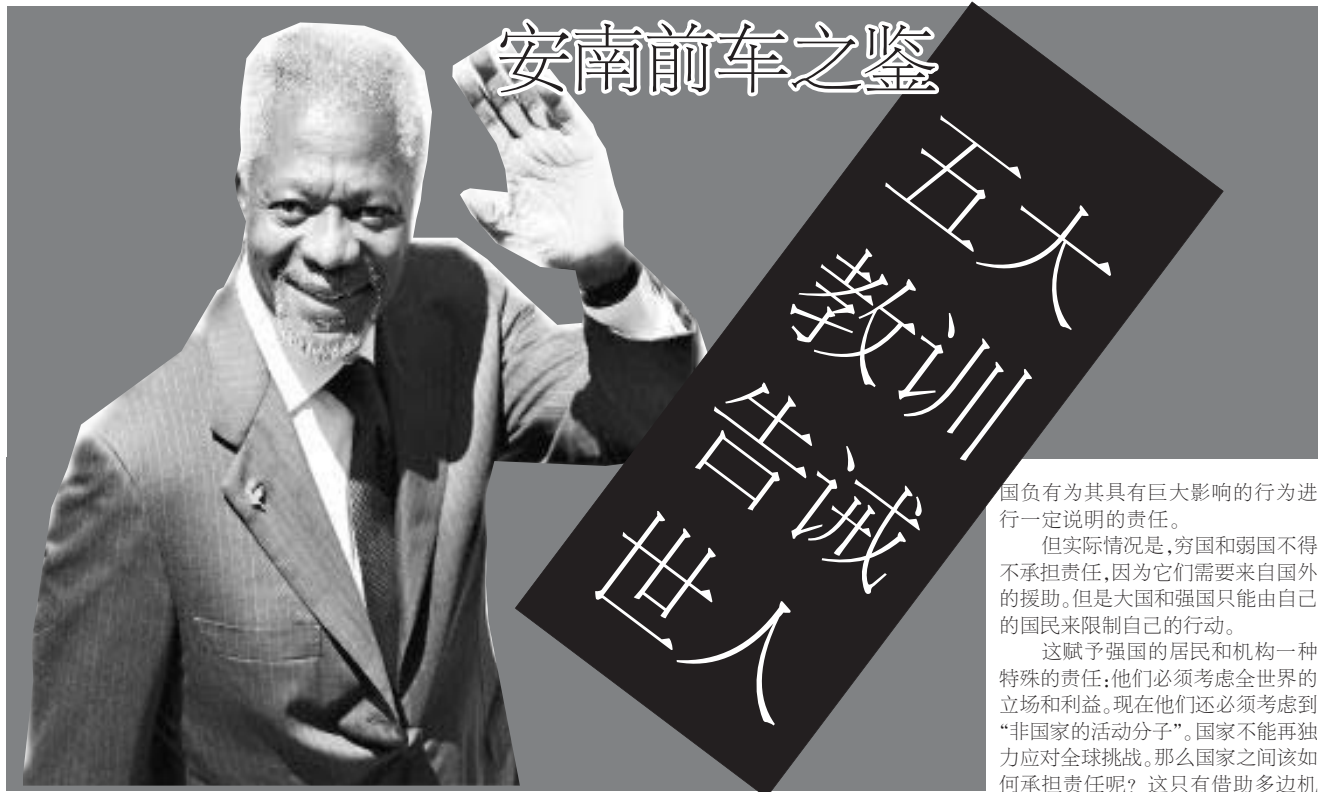 安南前车之鉴
五大
教训
告诫
世人
国负有为其具有巨大影响的行为进
行一定说明的责任。
但实际情况是,穷国和弱国不得
不承担责任,因为它们需要来自国外
的援助。但是大国和强国只能由自己
的国民来限制自己的行动。
这赋予强国的居民和机构一种
特殊的责任:他们必须考虑全世界的
立场和利益。现在他们还必须考虑到
“非国家的活动分子”。国家不能再独
力应对全球挑战。那么国家之间该如
何承担责任呢? 这只有借助多边机